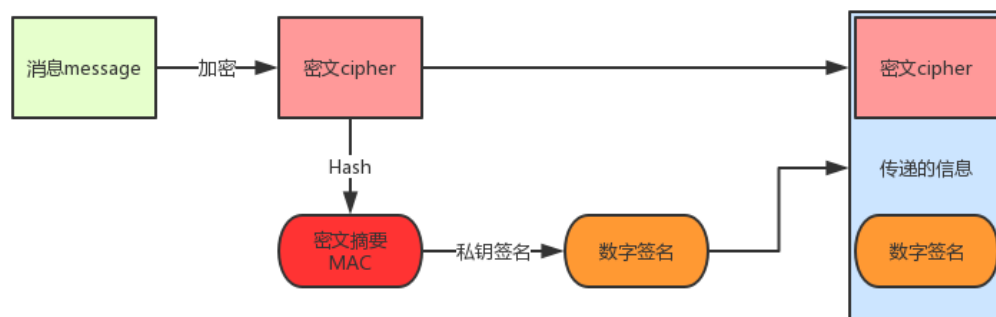 消息message
加密
密文cipher
密文cipher
Hash
传递的信息
密文摘要
MAC
私钥签名
数字签名
数字签名